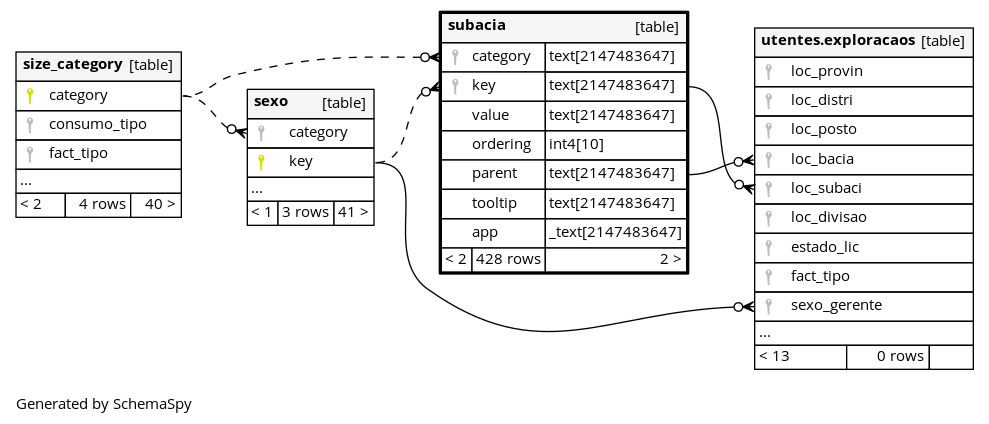 size_category [table]
category
consumo_tipo
fact_tipo
...
< 2 4 rows 40 >
sexo [table]
category
key
...
< 1 3 rows 41 >
subacia [table]
category text[2147483647]
key text[2147483647]
value text[2147483647]
ordering int4[10]
parent text[2147483647]
tooltip text[2147483647]
app _text[2147483647]
< 2 428 rows 2 >
utentes.exploracaos [table]
loc_provin
loc_distri
loc_posto
loc_bacia
loc_subaci
loc_divisao
estado_lic
fact_tipo
sexo_gerente
...
< 13 0 rows
Generated by SchemaSpy